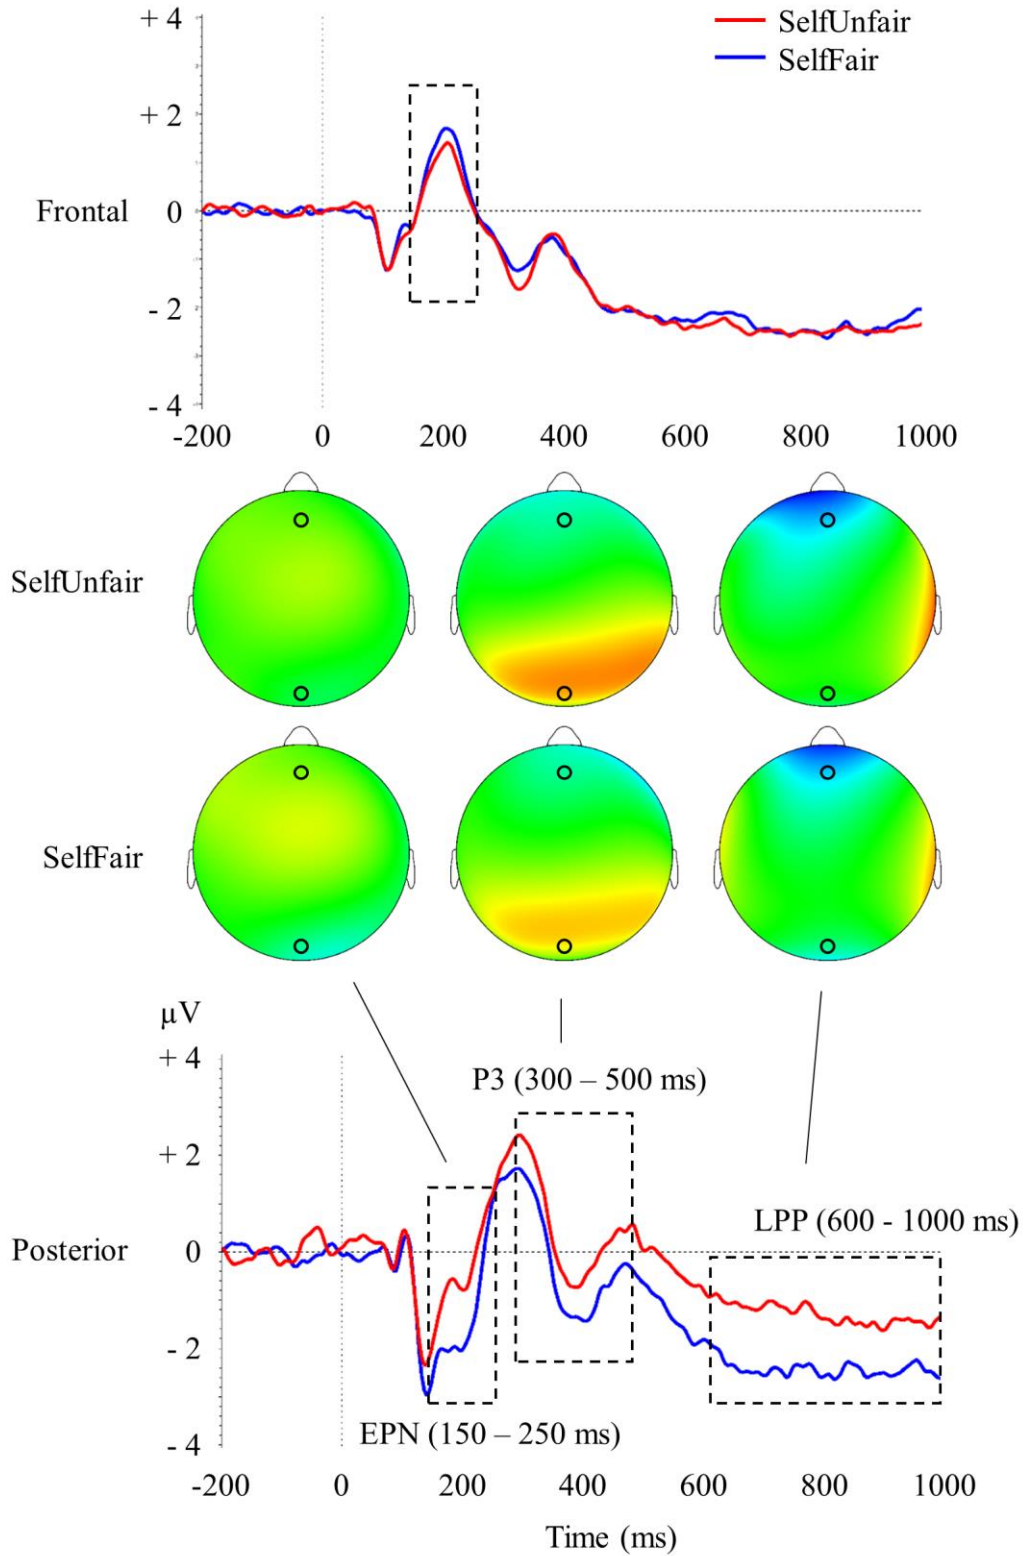 + 4
SelfUnfair
SelfFair
+ 2
Frontal
0
- 2
- 4
-200 0 200 400 600 800 1000
SelfUnfair
SelfFair
µV
+ 4
P3 (300 – 500 ms)
+ 2
LPP (600 - 1000 ms)
Posterior
0
- 2
EPN (150 – 250 ms)
- 4
-200 0 200 400 600 800 1000
Time (ms)